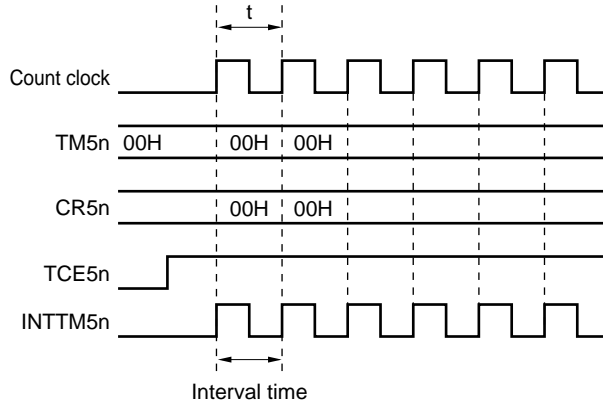 t
Count clock
TM5n 00H 00H 00H
CR5n 00H 00H
TCE5n
INTTM5n
Interval time